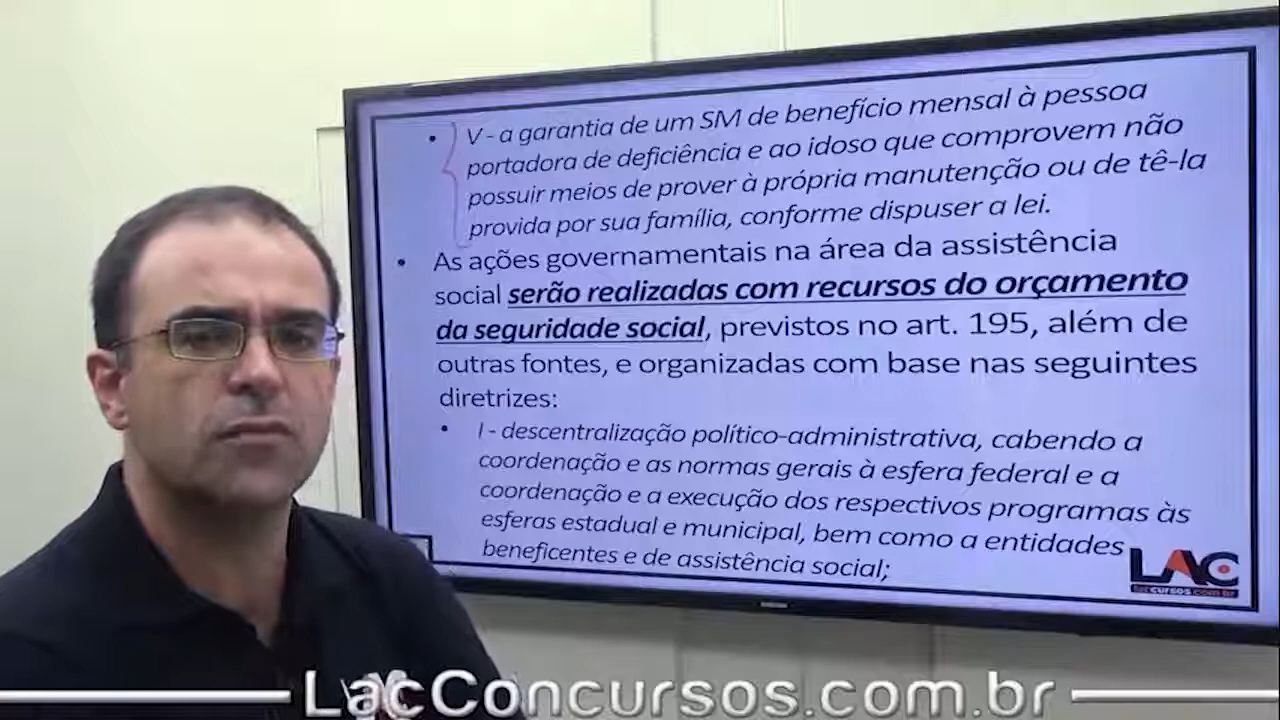 • V - a garantia de um SM de benefício mensal à pessoa
portadora de deficiência e ao idoso que comprovem não
possuir meios de prover à própria manutenção ou de tê-la
provida por sua família, conforme dispuser a lei.
• As ações governamentais na área da assistência
social serão realizadas com recursos do orçamento
da seguridade social, previstos no art. 195, além de
outras fontes, e organizadas com base nas seguintes
diretrizes:
• I - descentralização político-administrativa, cabendo a
coordenação e as normas gerais à esfera federal e a
coordenação e a execução dos respectivos programas às
esferas estadual e municipal, bem como a entidades
beneficentes e de assistência social;
LAC
laccursos.com.br
LacConcursos.com.br